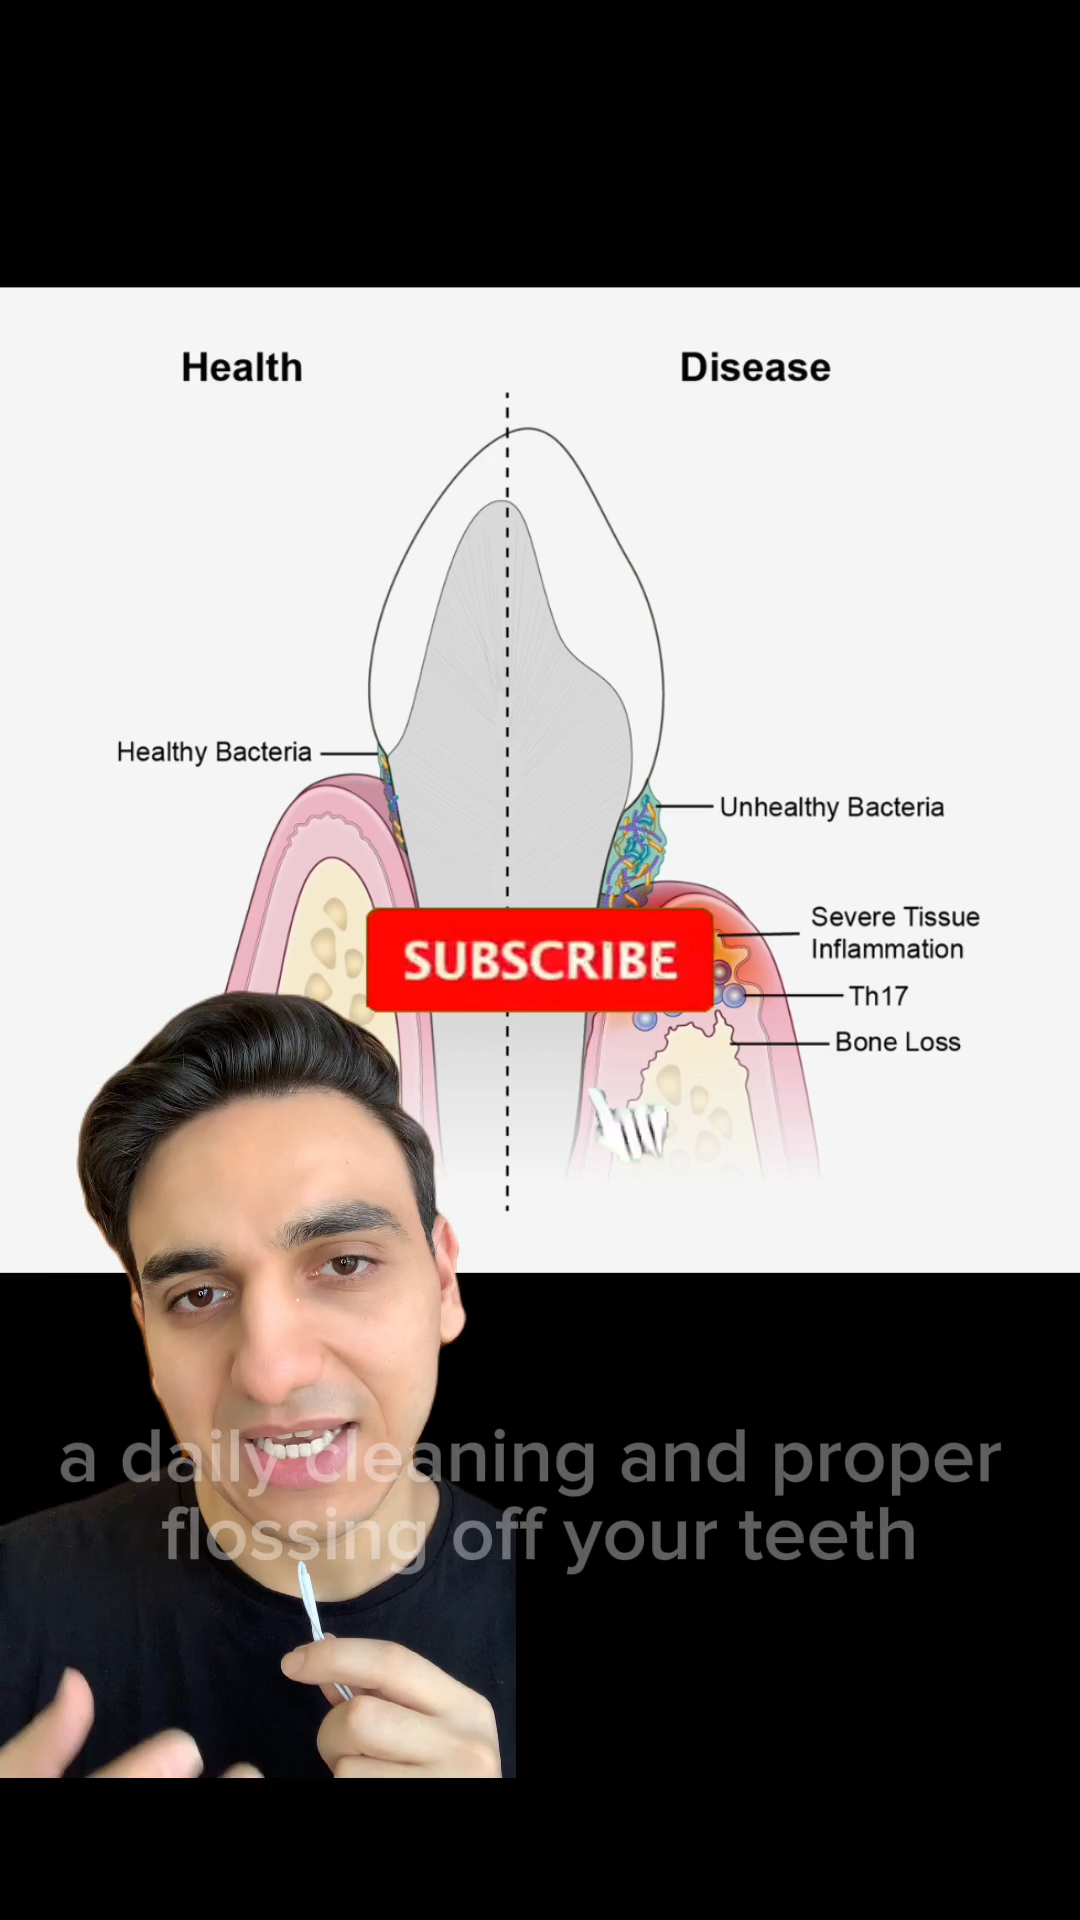 Health
Disease
Healthy Bacteria
Unhealthy Bacteria
Severe Tissue
Inflammation
SUBSCRIBE
Th17
Bone Loss
a daily cleaning and proper
flossing off your teeth